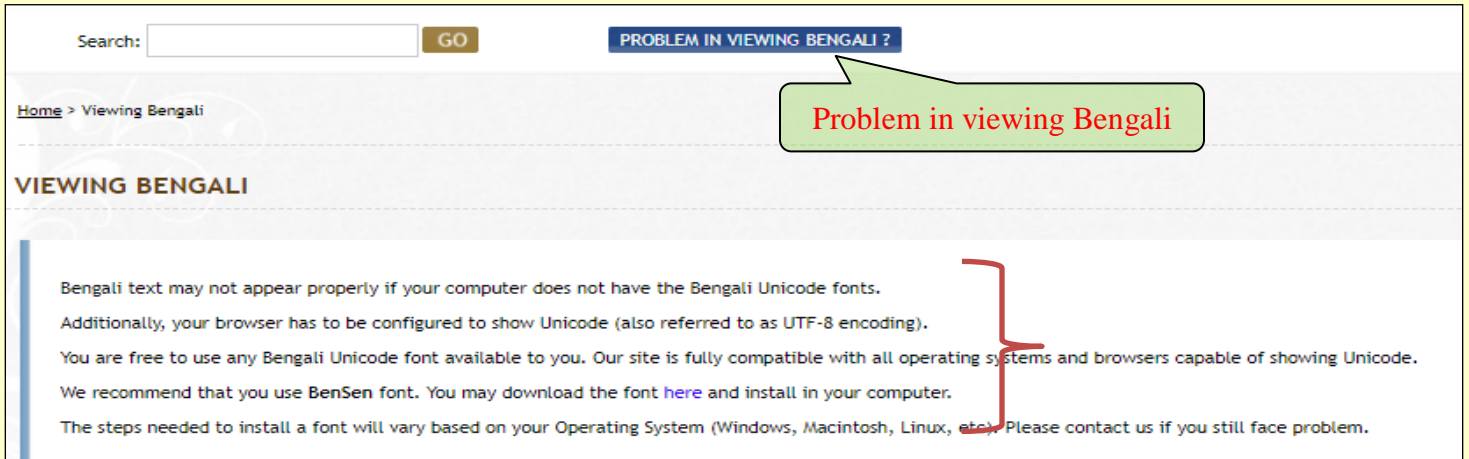 Search: GO PROBLEM IN VIEWING BENGALI ?
Problem in viewing Bengali
Home > Viewing Bengali
VIEWING BENGALI
Bengali text may not appear properly if your computer does not have the Bengali Unicode fonts.
Additionally, your browser has to be configured to show Unicode (also referred to as UTF-8 encoding).
You are free to use any Bengali Unicode font available to you. Our site is fully compatible with all operating systems and browsers capable of showing Unicode.
We recommend that you use BenSen font. You may download the font here and install in your computer.
The steps needed to install a font will vary based on your Operating System (Windows, Macintosh, Linux, etc). Please contact us if you still face problem.